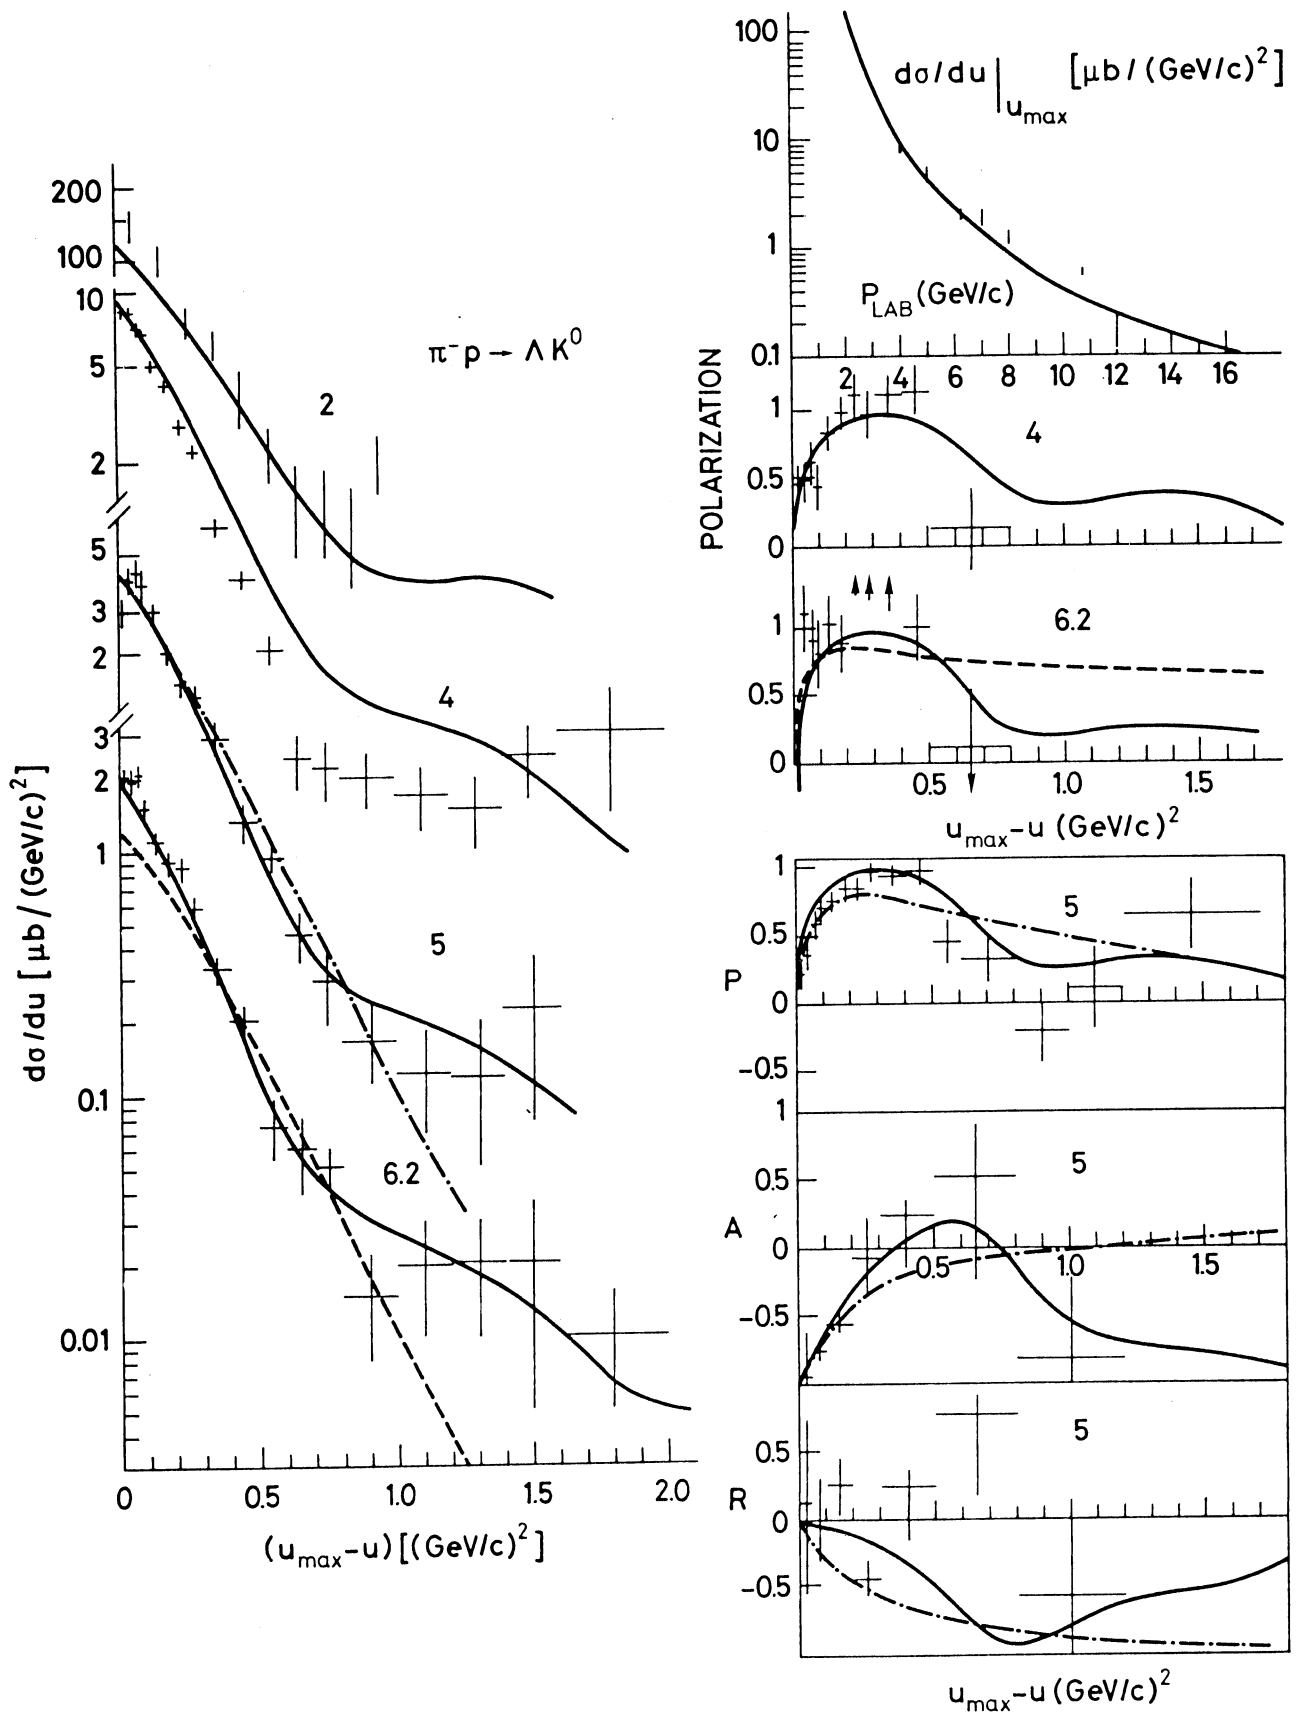 200
100
10
5
2
5
3
2
3
2
1
0.1
0.01
dσ/du [μb/(GeV/c)²]
π⁻p → ΛK⁰
2
4
5
6.2
0 0.5 1.0 1.5 2.0
(u_max-u) [(GeV/c)²]
100
10
1
0.1
dσ/du|u_max [μb/(GeV/c)²]
P_LAB (GeV/c)
2 4 6 8 10 12 14 16
POLARIZATION
1
0.5
0
4
1
0.5
0
6.2
0.5 1.0 1.5
u_max-u (GeV/c)²
1
0.5
P
0
-0.5
5
1
0.5
A
0
-0.5
5
0.5 1.0 1.5
0.5
R
0
-0.5
5
u_max-u (GeV/c)²